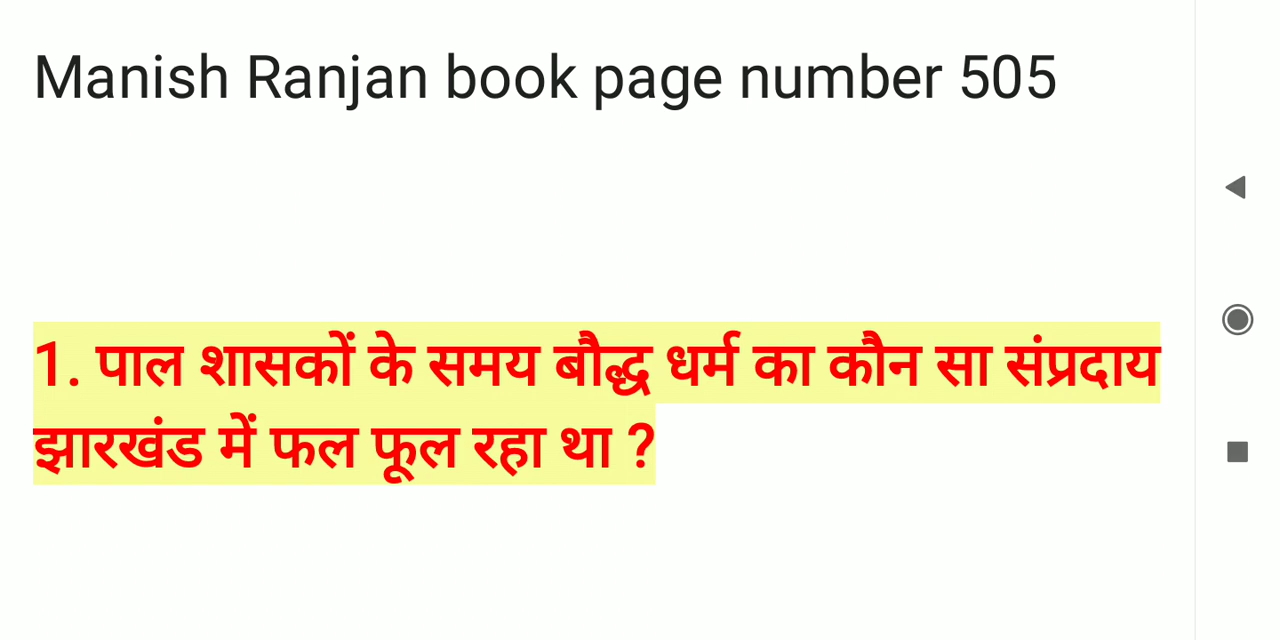 Manish Ranjan book page number 505
1. पाल शासकों के समय बौद्ध धर्म का कौन सा संप्रदाय
झारखंड में फल फूल रहा था ?